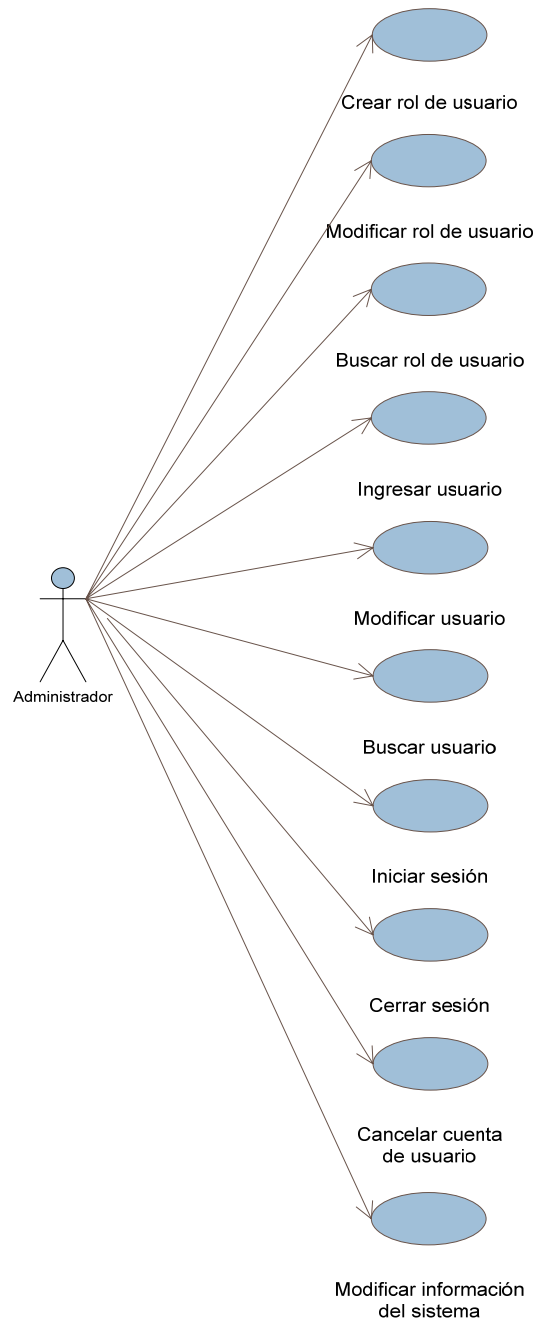 Crear rol de usuario
Modificar rol de usuario
Buscar rol de usuario
Ingresar usuario
Modificar usuario
Administrador
Buscar usuario
Iniciar sesión
Cerrar sesión
Cancelar cuenta
de usuario
Modificar información
del sistema